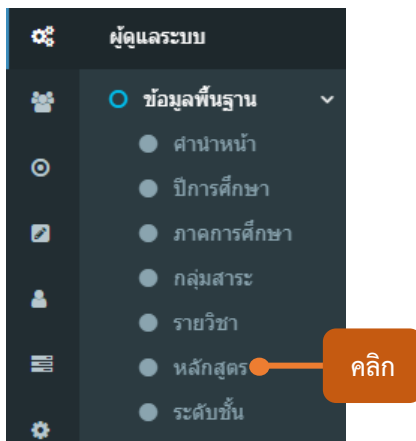 ผู้ดูแลระบบ
ข้อมูลพื้นฐาน
คำนำหน้า
ปีการศึกษา
ภาคการศึกษา
กลุ่มสาระ
รายวิชา
หลักสูตร
คลิก
ระดับชั้น